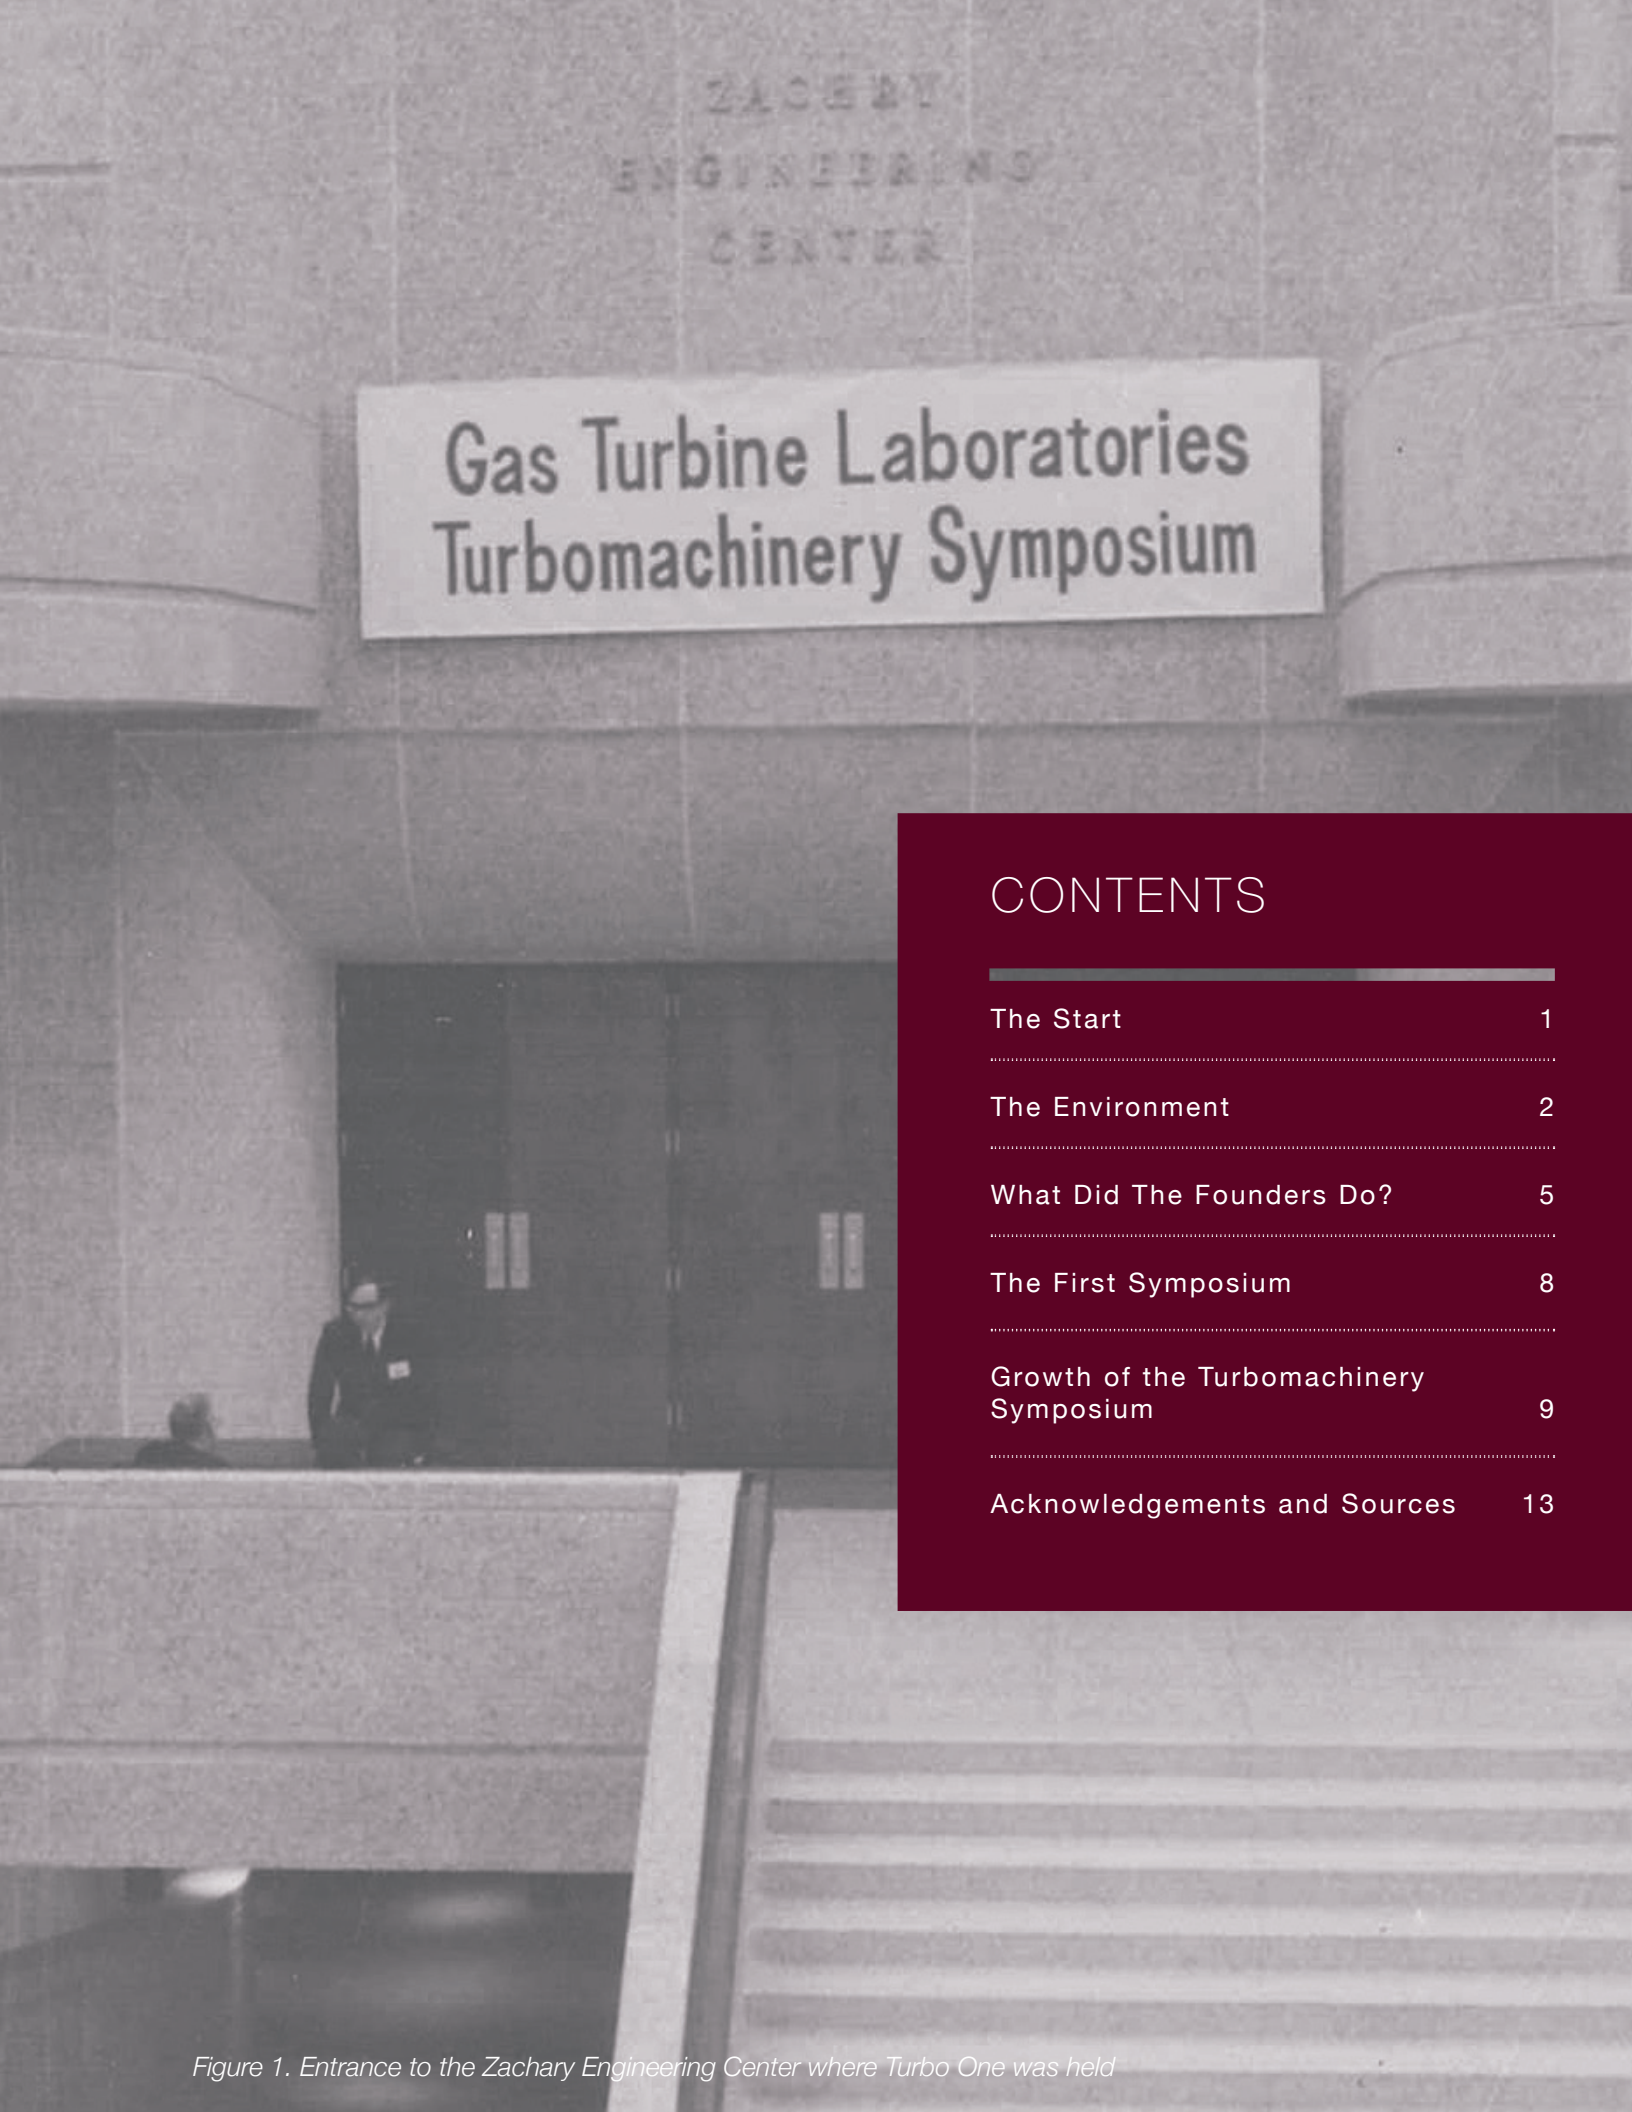 ZACHRY
ENGINEERING
CENTER
Gas Turbine Laboratories
Turbomachinery Symposium
CONTENTS
The Start 1
The Environment 2
What Did The Founders Do? 5
The First Symposium 8
Growth of the Turbomachinery
Symposium 9
Acknowledgements and Sources 13
Figure 1. Entrance to the Zachary Engineering Center where Turbo One was held